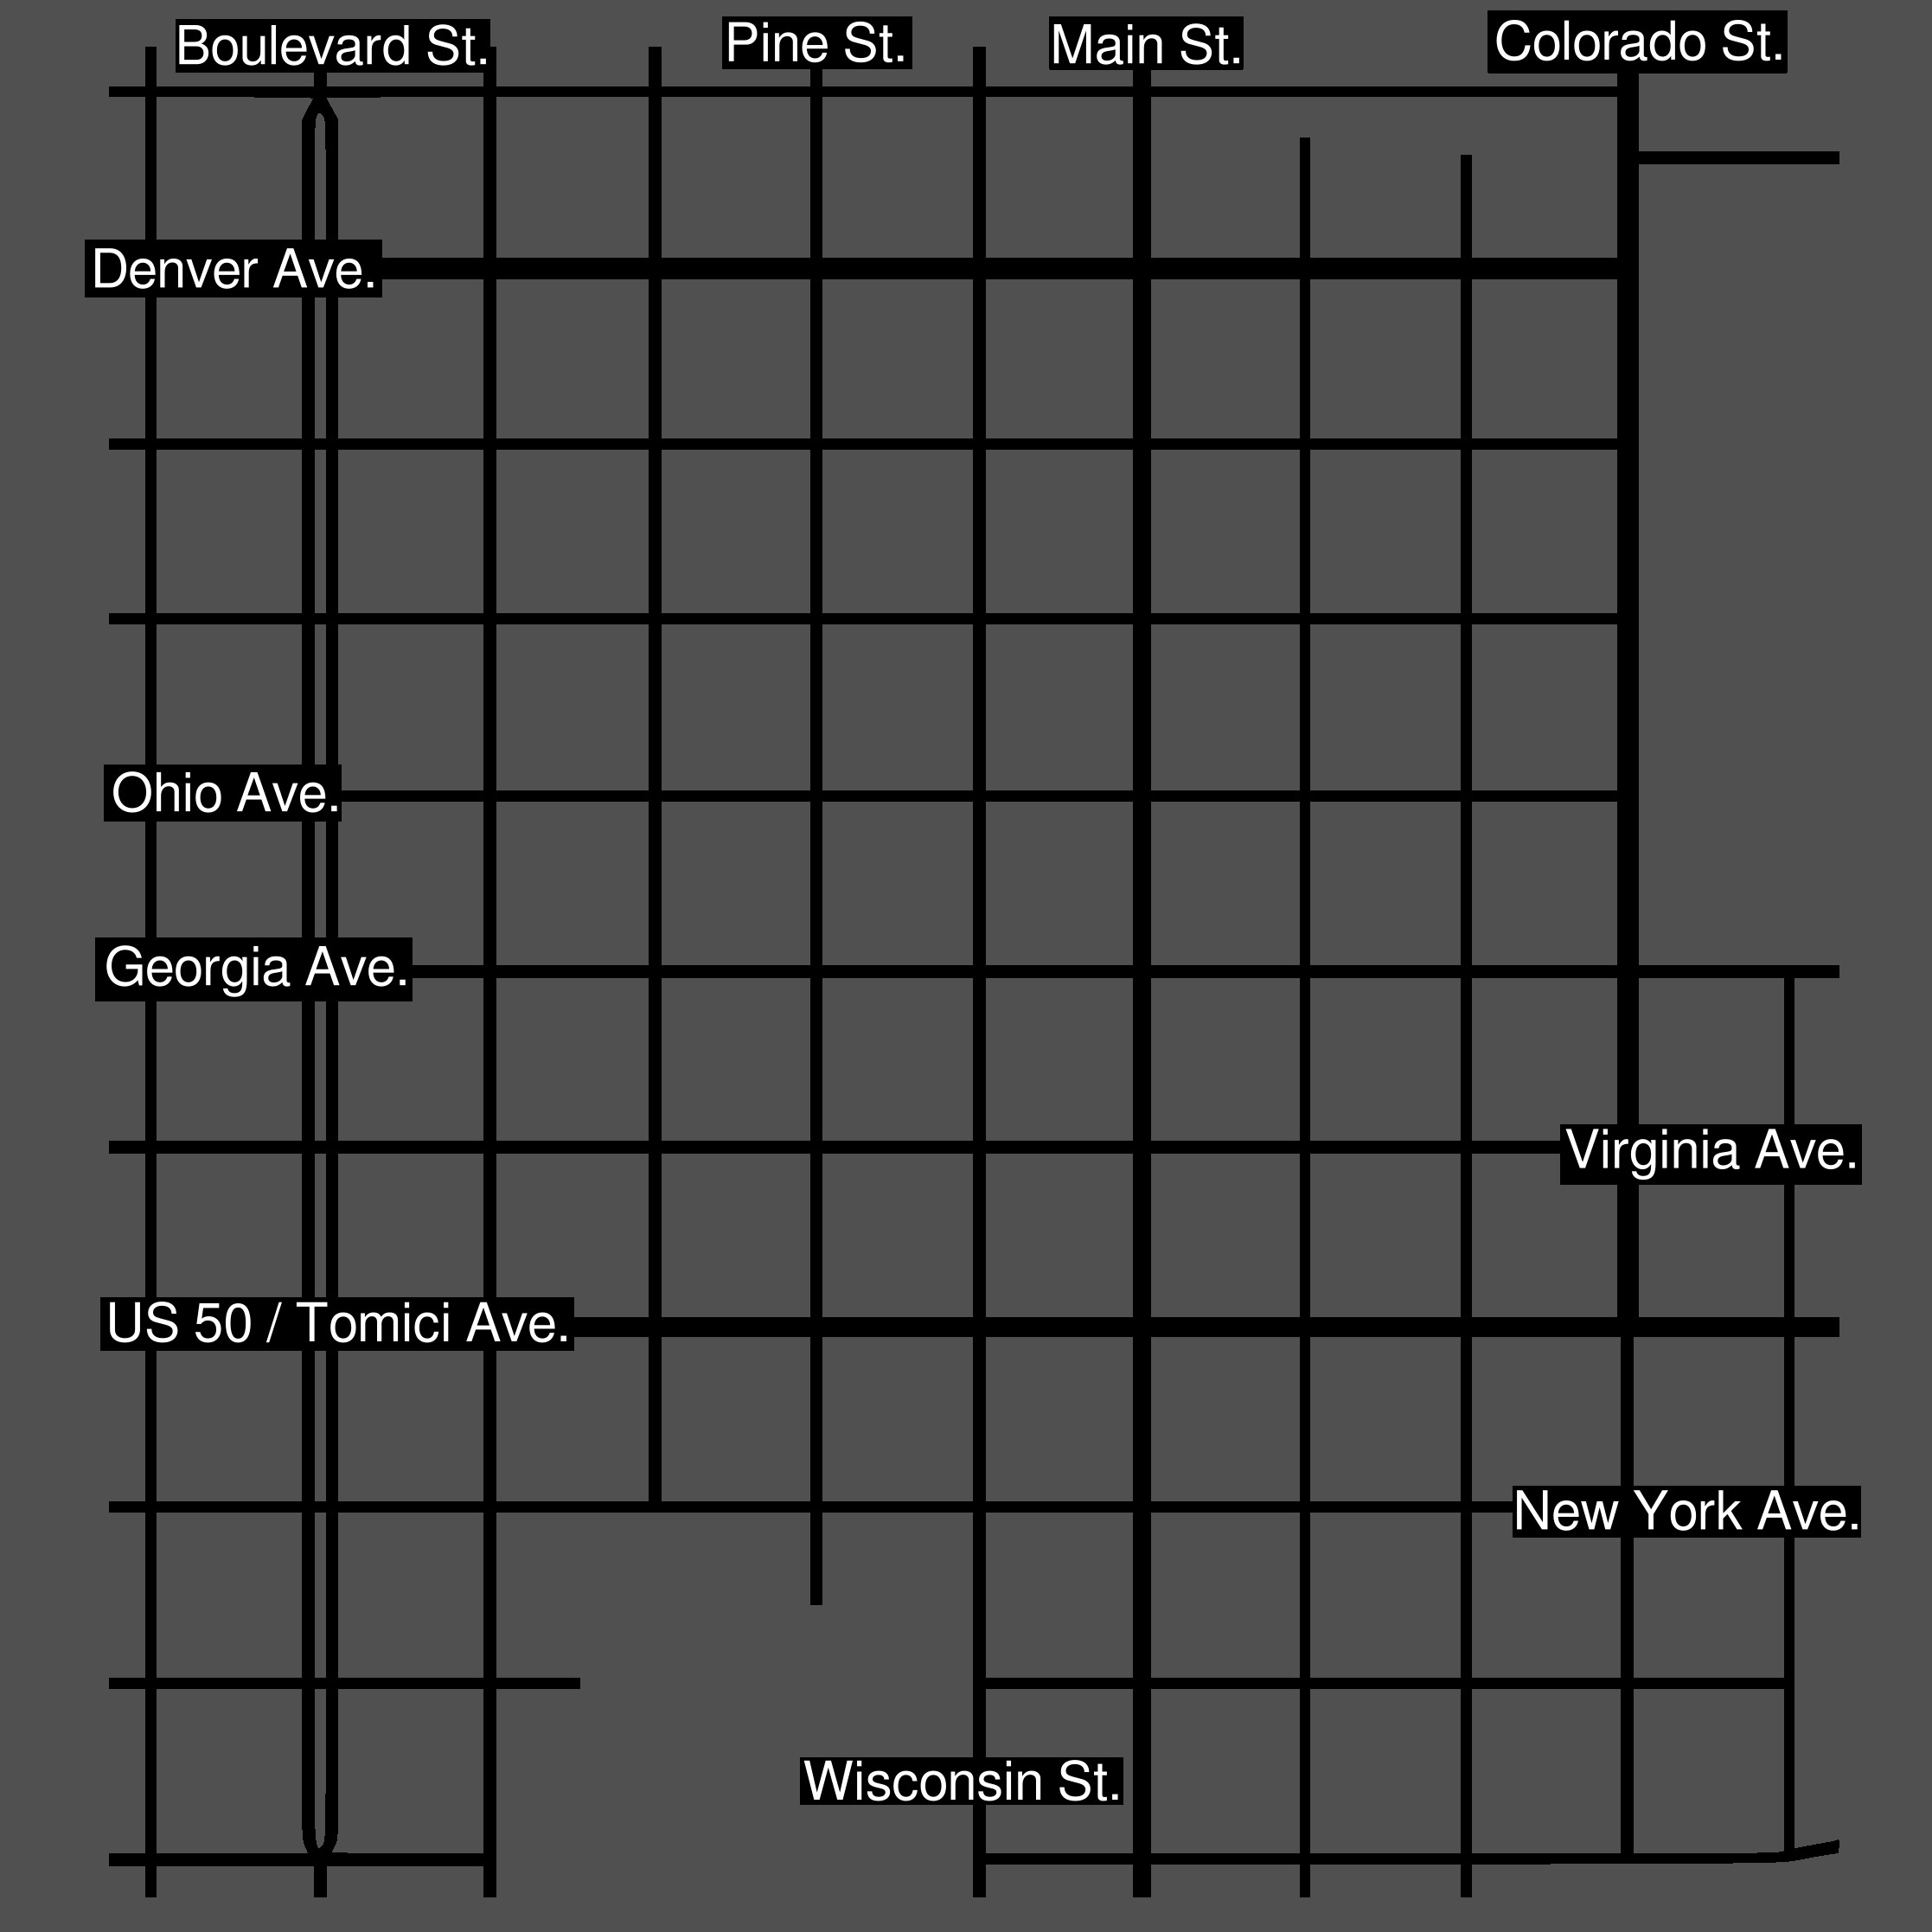 Boulevard St.
Pine St.
Main St.
Colorado St.
Denver Ave.
Ohio Ave.
Georgia Ave.
Virginia Ave.
US 50 / Tomici Ave.
New York Ave.
Wisconsin St.